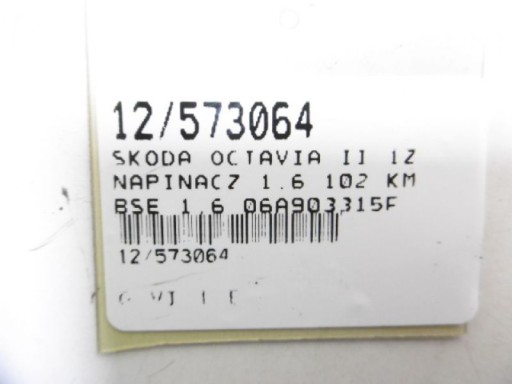 12/573064
SKODA OCTAVIA II 1Z
NAPINACZ 1.6 102 KM
BSE 1.6 06A903315F
12/573064